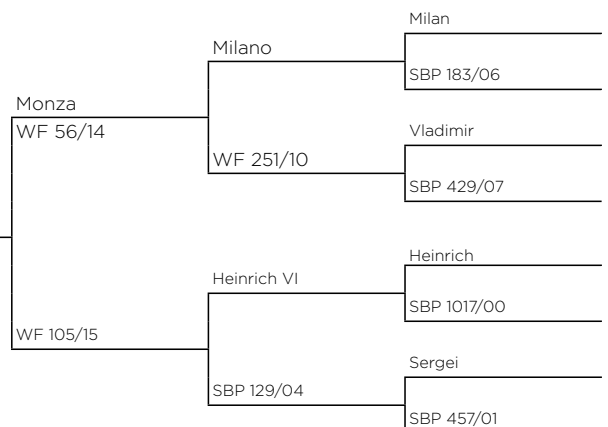 Milan
Milano
SBP 183/06
Monza
WF 56/14
Vladimir
WF 251/10
SBP 429/07
Heinrich
Heinrich VI
SBP 1017/00
WF 105/15
Sergei
SBP 129/04
SBP 457/01